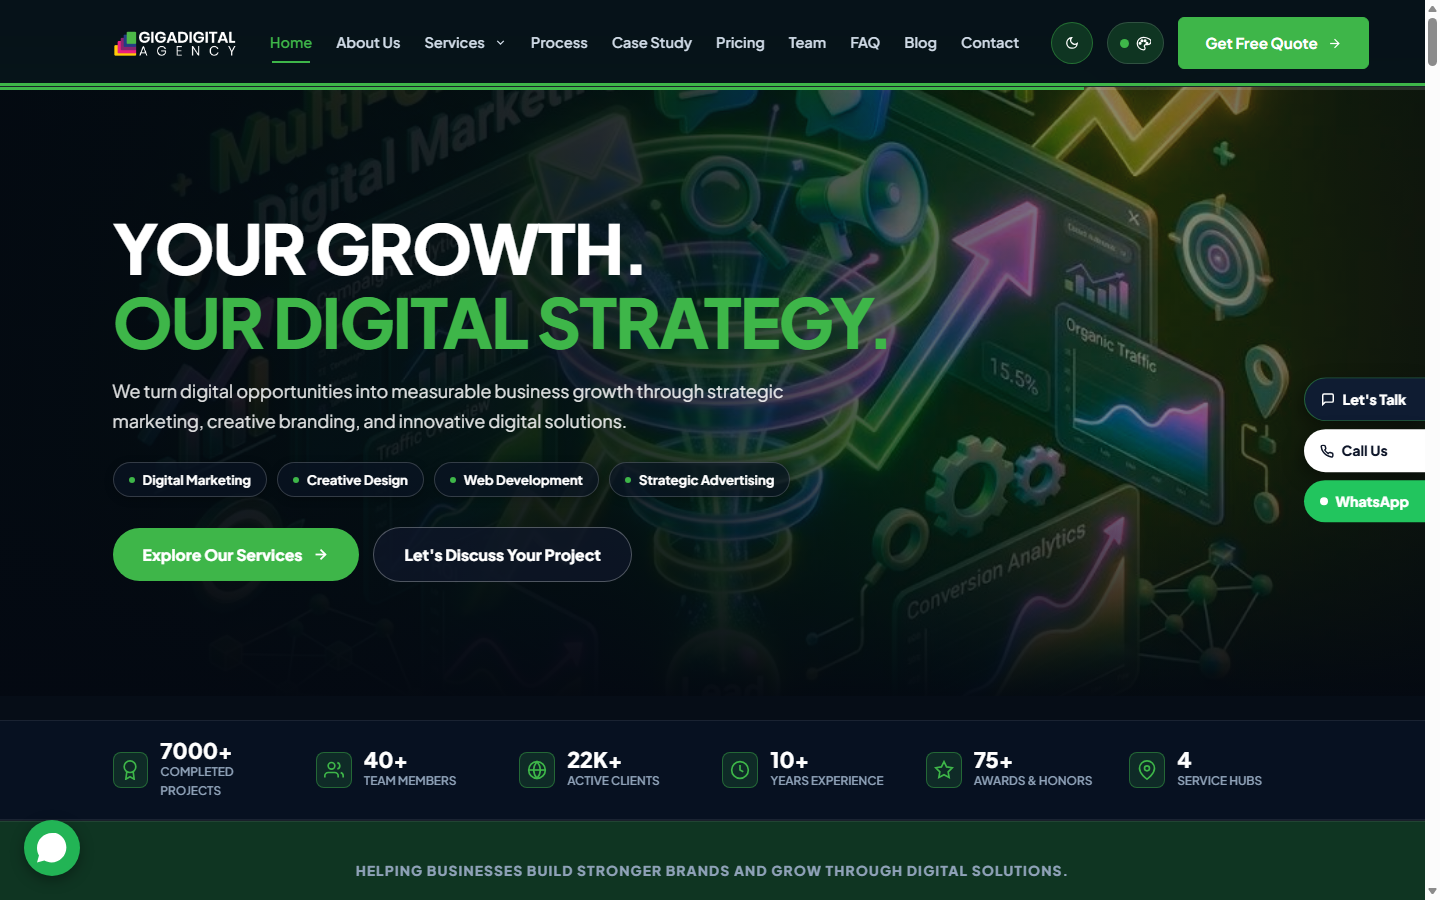 GIGADIGITAL
AGENCY
Home
About Us
Services
Process
Case Study
Pricing
Team
FAQ
Blog
Contact
Get Free Quote
Digital Marketing
YOUR GROWTH.
OUR DIGITAL STRATEGY.
We turn digital opportunities into measurable business growth through strategic
marketing, creative branding, and innovative digital solutions.
Digital Marketing
Creative Design
Web Development
Strategic Advertising
Explore Our Services
Let's Discuss Your Project
Organic Traffic
15.5%
Conversion Analytics
Let's Talk
Call Us
WhatsApp
7000+
COMPLETED
PROJECTS
40+
TEAM MEMBERS
22K+
ACTIVE CLIENTS
10+
YEARS EXPERIENCE
75+
AWARDS & HONORS
4
SERVICE HUBS
HELPING BUSINESSES BUILD STRONGER BRANDS AND GROW THROUGH DIGITAL SOLUTIONS.